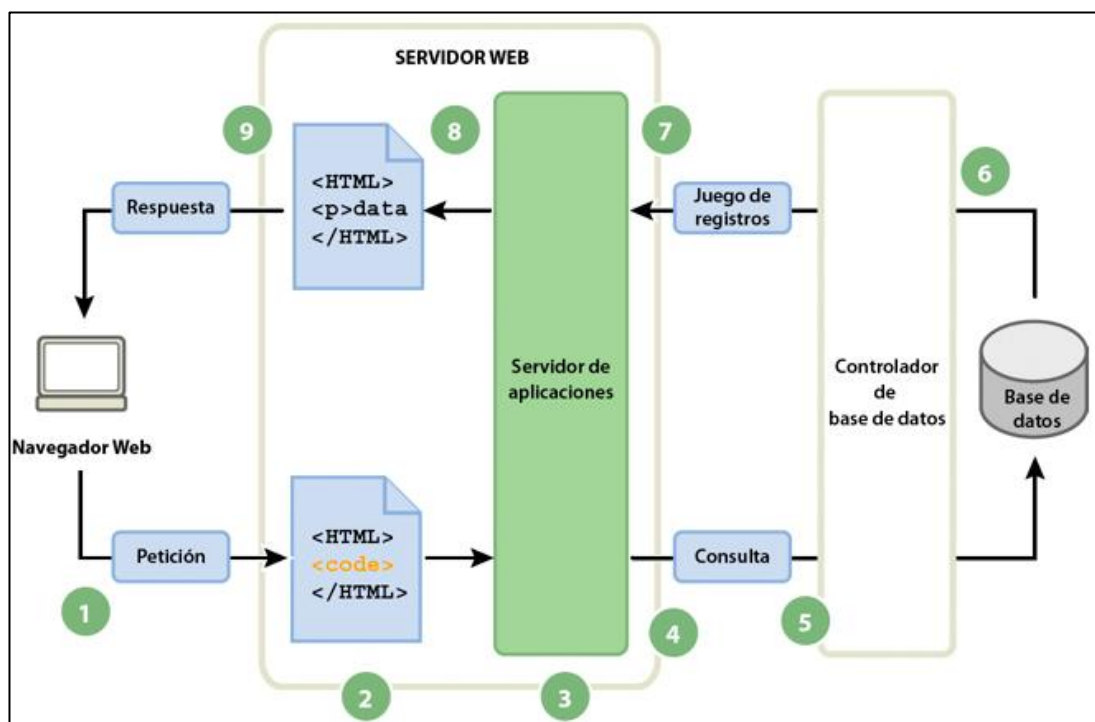 SERVIDOR WEB
9
8
7
6
<HTML>
<p>data
</HTML>
Respuesta
Juego de
registros
Servidor de
aplicaciones
Controlador
de
base de datos
Base de
datos
Navegador Web
Petición
<HTML>
<code>
</HTML>
Consulta
1
2
3
4
5